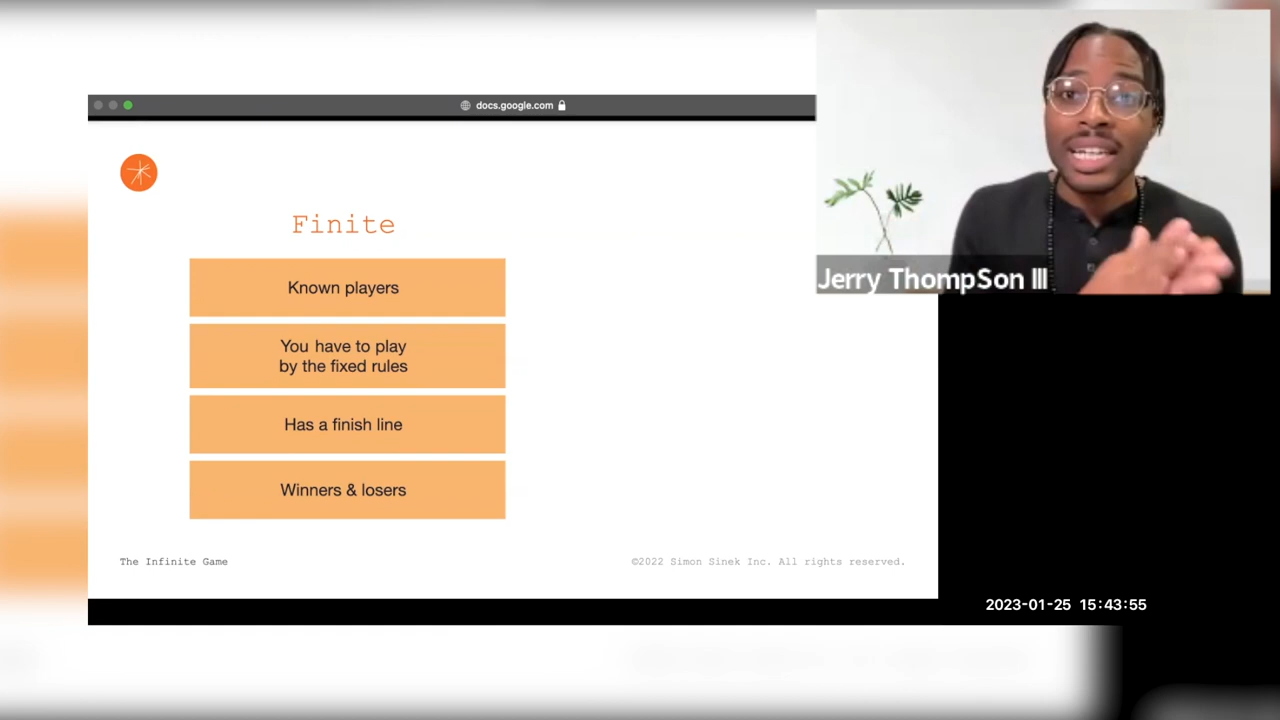 docs.google.com
Finite
Known players
You have to play
by the fixed rules
Has a finish line
Winners & losers
The Infinite Game
©2022 Simon Sinek Inc. All rights reserved.
Jerry ThompSon III
2023-01-25 15:43:55